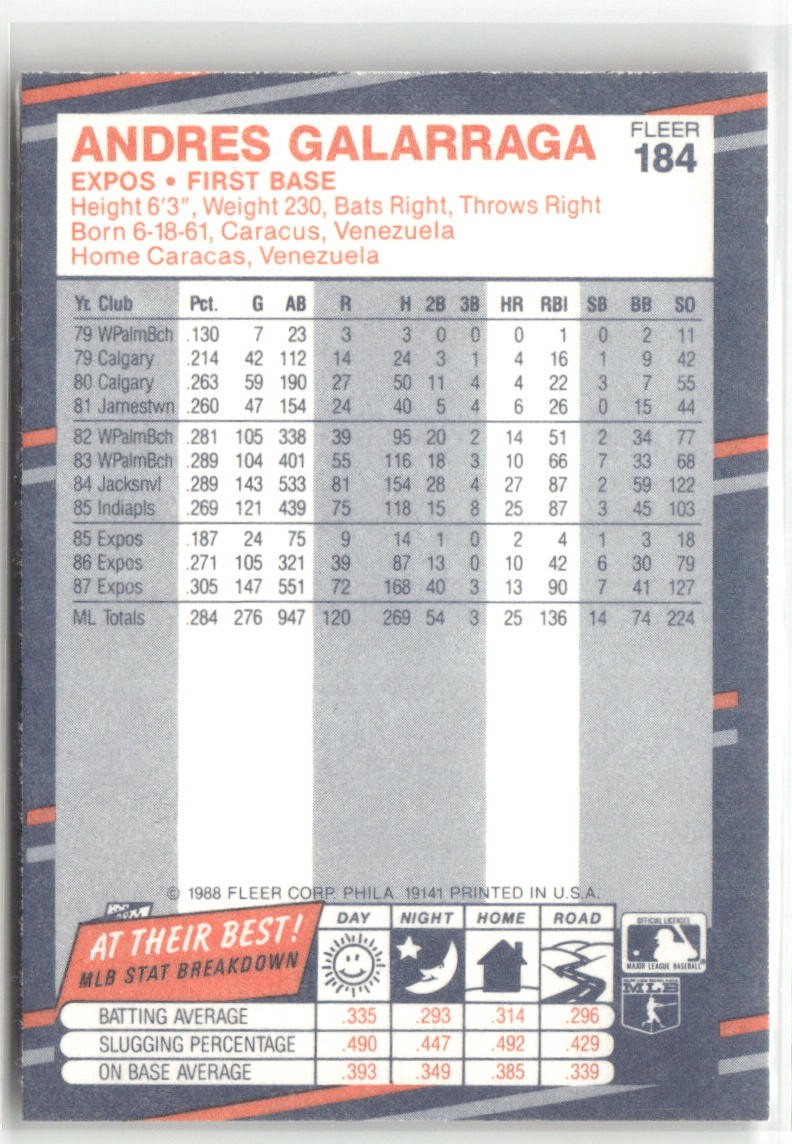 ANDRES GALARRAGA
FLEER
184
EXPOS • FIRST BASE
Height 6'3", Weight 230, Bats Right, Throws Right
Born 6-18-61, Caracus, Venezuela
Home Caracas, Venezuela
Yr. Club Pct. G AB R H 2B 3B HR RBI SB BB SO
79 WPalmBch .130 7 23 3 3 0 0 0 1 0 2 11
79 Calgary .214 42 112 14 24 3 1 4 16 1 9 42
80 Calgary .263 59 190 27 50 11 4 4 22 3 7 55
81 Jamestwn .260 47 154 24 40 5 4 6 26 0 15 44
82 WPalmBch .281 105 338 39 95 20 2 14 51 2 34 77
83 WPalmBch .289 104 401 55 116 18 3 10 66 7 33 68
84 Jacksnvl .289 143 533 81 154 28 4 27 87 2 59 122
85 Indiapls .269 121 439 75 118 15 8 25 87 3 45 103
85 Expos .187 24 75 9 14 1 0 2 4 1 3 18
86 Expos .271 105 321 39 87 13 0 10 42 6 30 79
87 Expos .305 147 551 72 168 40 3 13 90 7 41 127
ML Totals .284 276 947 120 269 54 3 25 136 14 74 224
© 1988 FLEER CORP. PHILA 19141 PRINTED IN U.S.A.
AT THEIR BEST!
MLB STAT BREAKDOWN
DAY NIGHT HOME ROAD
OFFICIAL LICENSEE
MAJOR LEAGUE BASEBALL®
MLB
BATTING AVERAGE .335 .293 .314 .296
SLUGGING PERCENTAGE .490 .447 .492 .429
ON BASE AVERAGE .393 .349 .385 .339